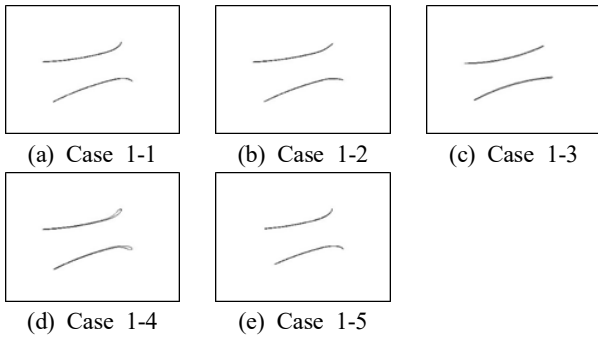 (a) Case 1-1
(b) Case 1-2
(c) Case 1-3
(d) Case 1-4
(e) Case 1-5